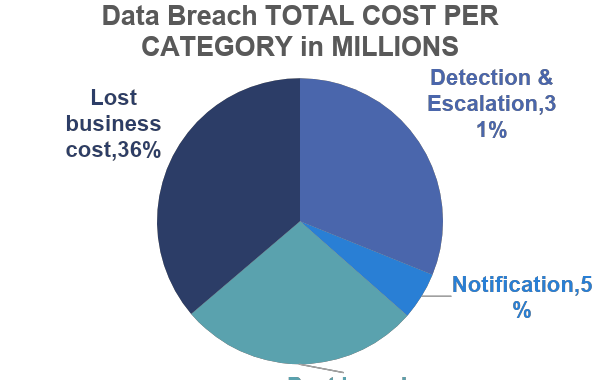 Data Breach TOTAL COST PER
CATEGORY in MILLIONS
Lost
business
cost,36%
Detection &
Escalation,3
1%
Notification,5
%